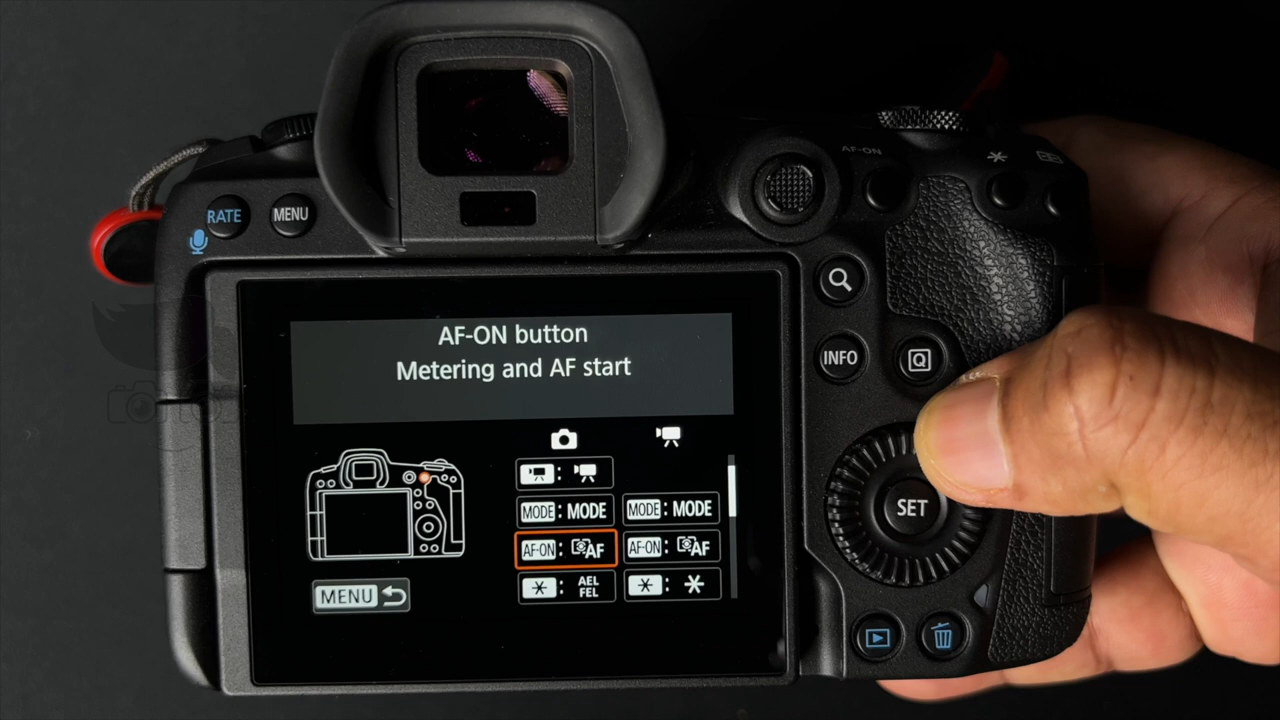 AF-ON
RATE
MENU
AF-ON button
Metering and AF start
INFO
Q
MODE : MODE
MODE : MODE
AF-ON : AF
AF-ON : AF
* : AEL
FEL
* : *
MENU
SET